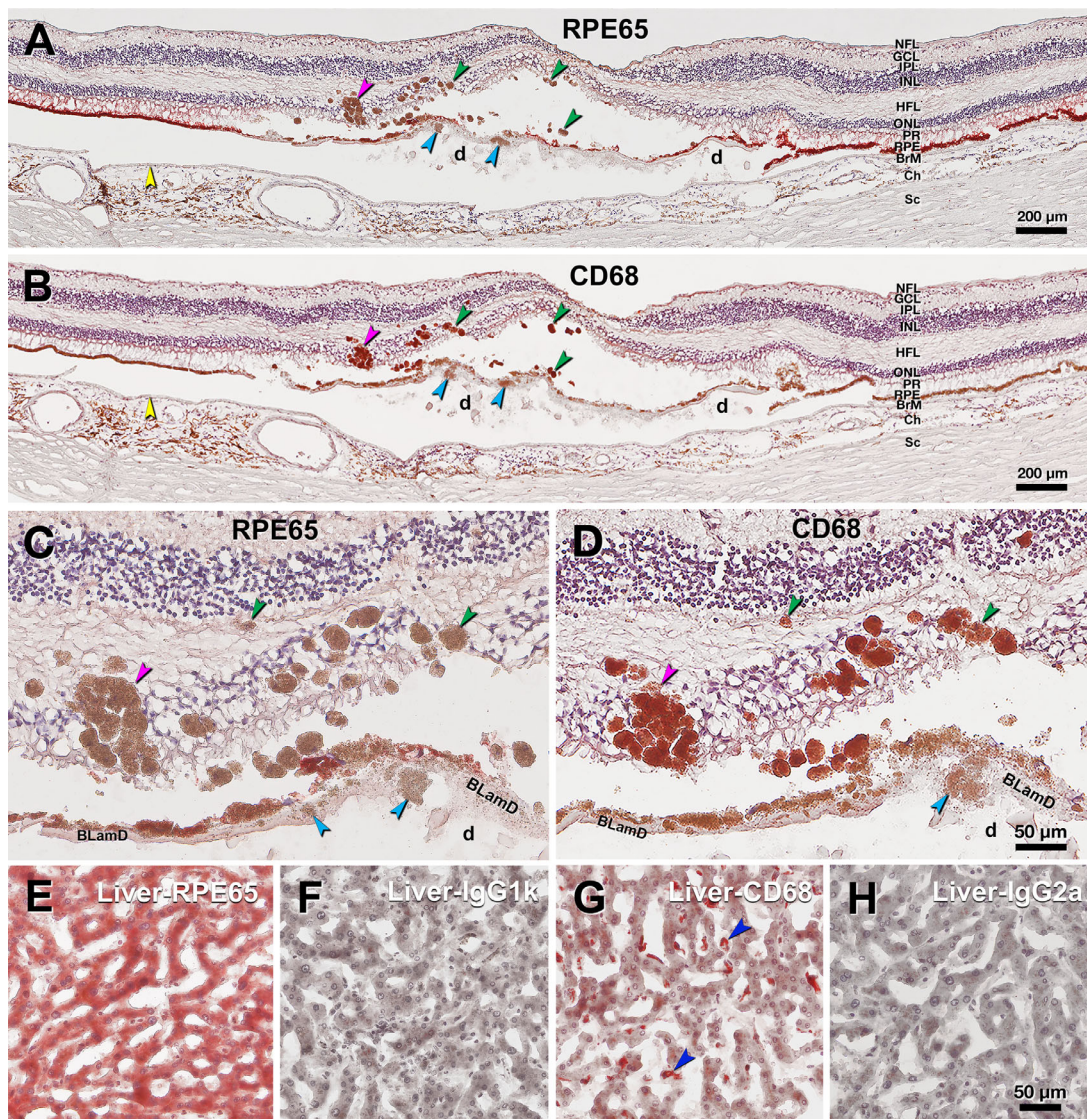 A
RPE65
NFL
GCL
IPL
INL
HFL
ONL
PR
RPE
BrM
Ch
Sc
d
d
200 µm
B
CD68
NFL
GCL
IPL
INL
HFL
ONL
PR
RPE
BrM
Ch
Sc
d
d
200 µm
C
RPE65
BLamD
BLamD
d
D
CD68
BLamD
BLamD
d
50 µm
E
Liver-RPE65
F
Liver-IgG1k
G
Liver-CD68
H
Liver-IgG2a
50 µm